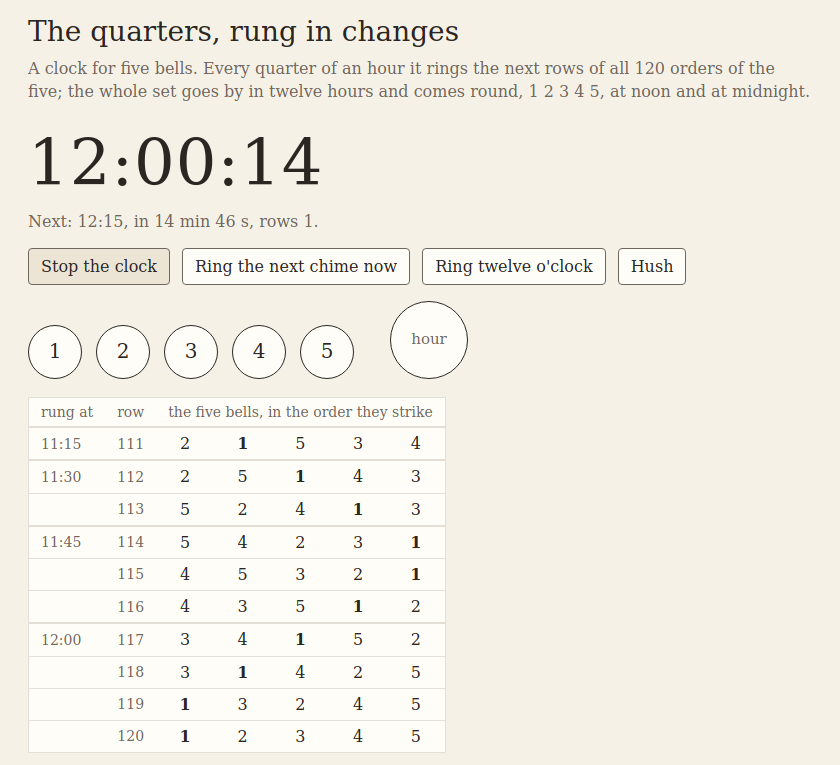 The quarters, rung in changes
A clock for five bells. Every quarter of an hour it rings the next rows of all 120 orders of the
five; the whole set goes by in twelve hours and comes round, 1 2 3 4 5, at noon and at midnight.
12:00:14
Next: 12:15, in 14 min 46 s, rows 1.
Stop the clock Ring the next chime now Ring twelve o'clock Hush
1 2 3 4 5 hour
rung at row the five bells, in the order they strike
11:15 111 2 1 5 3 4
11:30 112 2 5 1 4 3
113 5 2 4 1 3
11:45 114 5 4 2 3 1
115 4 5 3 2 1
116 4 3 5 1 2
12:00 117 3 4 1 5 2
118 3 1 4 2 5
119 1 3 2 4 5
120 1 2 3 4 5